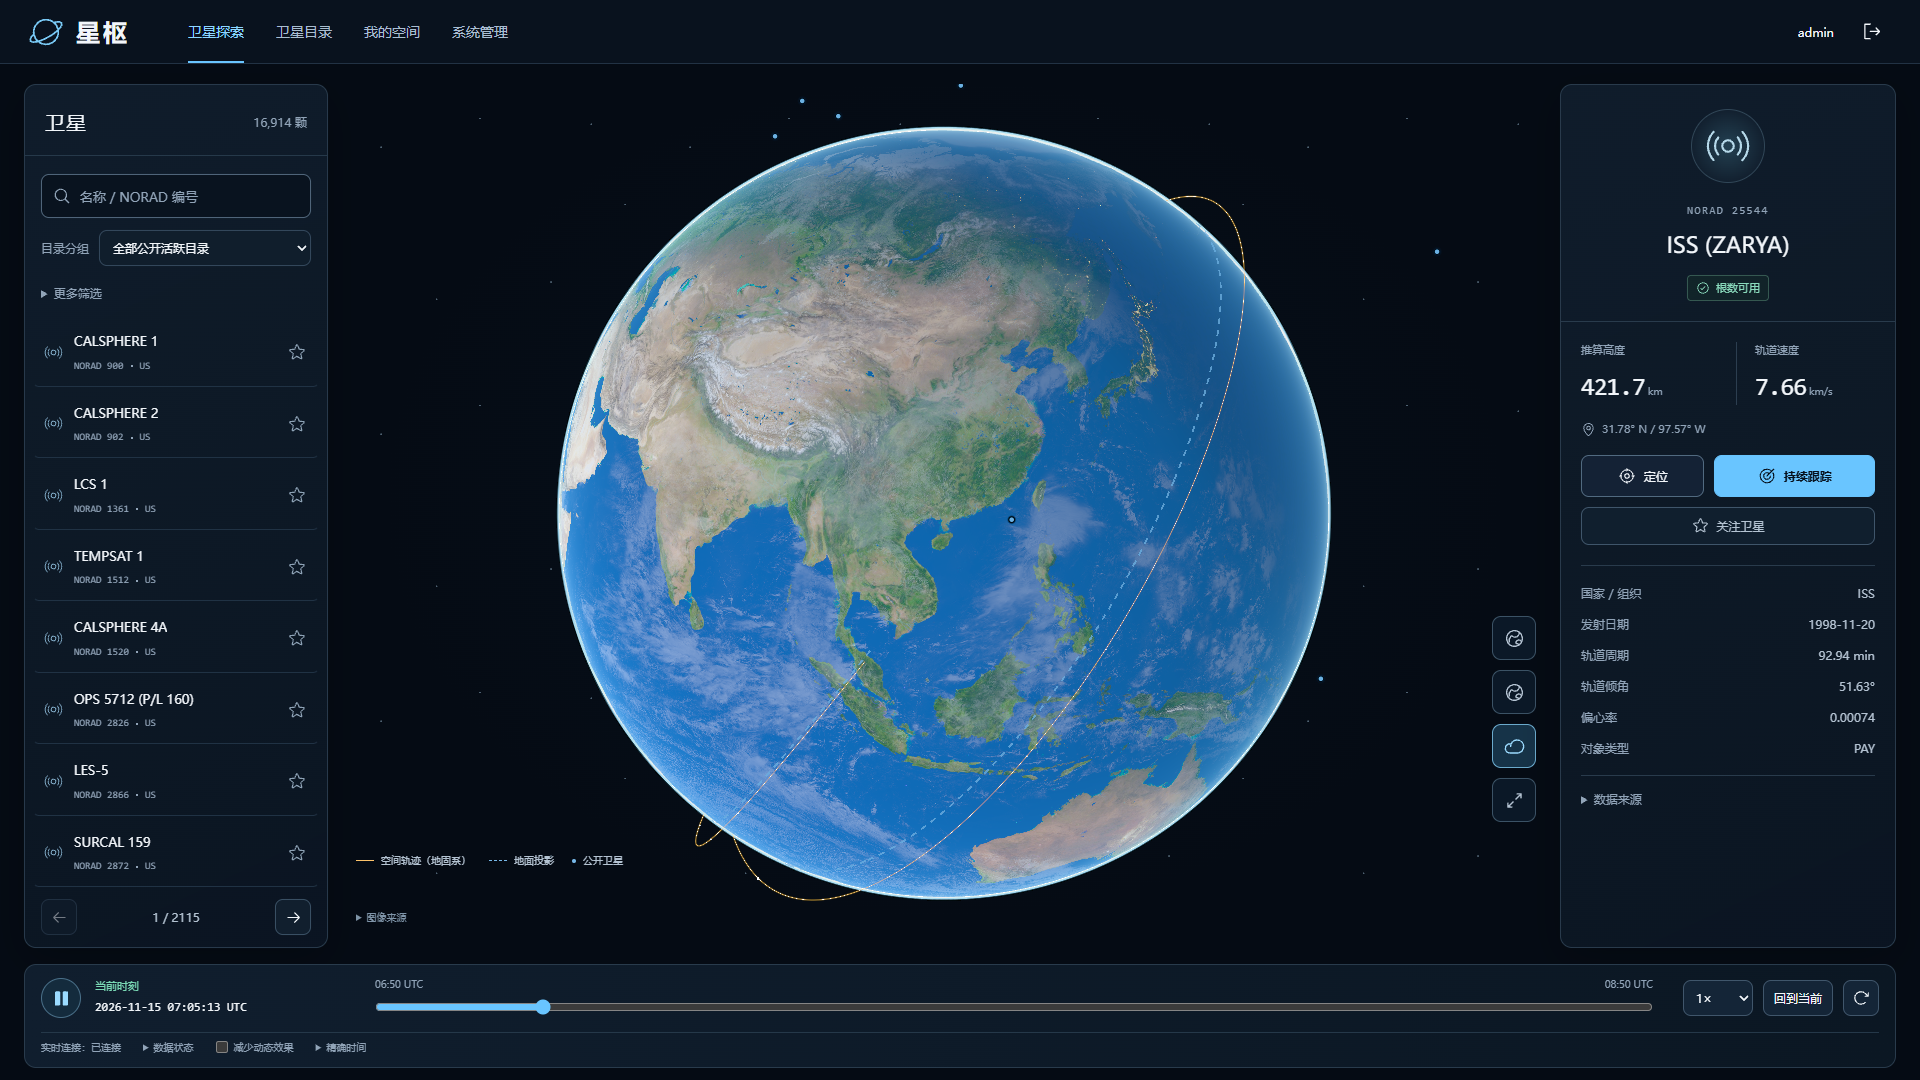 星枢
卫星探索
卫星目录
我的空间
系统管理
admin
卫星
16,914 颗
名称 / NORAD 编号
目录分组
全部公开活跃目录
更多筛选
CALSPHERE 1
NORAD 900 • US
CALSPHERE 2
NORAD 902 • US
LCS 1
NORAD 1361 • US
TEMPSAT 1
NORAD 1512 • US
CALSPHERE 4A
NORAD 1520 • US
OPS 5712 (P/L 160)
NORAD 2826 • US
LES-5
NORAD 2866 • US
SURCAL 159
NORAD 2872 • US
1 / 2115
空间轨迹（地固系）
地面投影
公开卫星
图像来源
NORAD 25544
ISS (ZARYA)
根数可用
推算高度
421.7 km
轨道速度
7.66 km/s
31.78° N / 97.57° W
定位
持续跟踪
关注卫星
国家 / 组织
ISS
发射日期
1998-11-20
轨道周期
92.94 min
轨道倾角
51.63°
偏心率
0.00074
对象类型
PAY
数据来源
当前时刻
2026-11-15 07:05:13 UTC
06:50 UTC
08:50 UTC
1x
回到当前
实时连接：已连接
数据状态
减少动态效果
精确时间